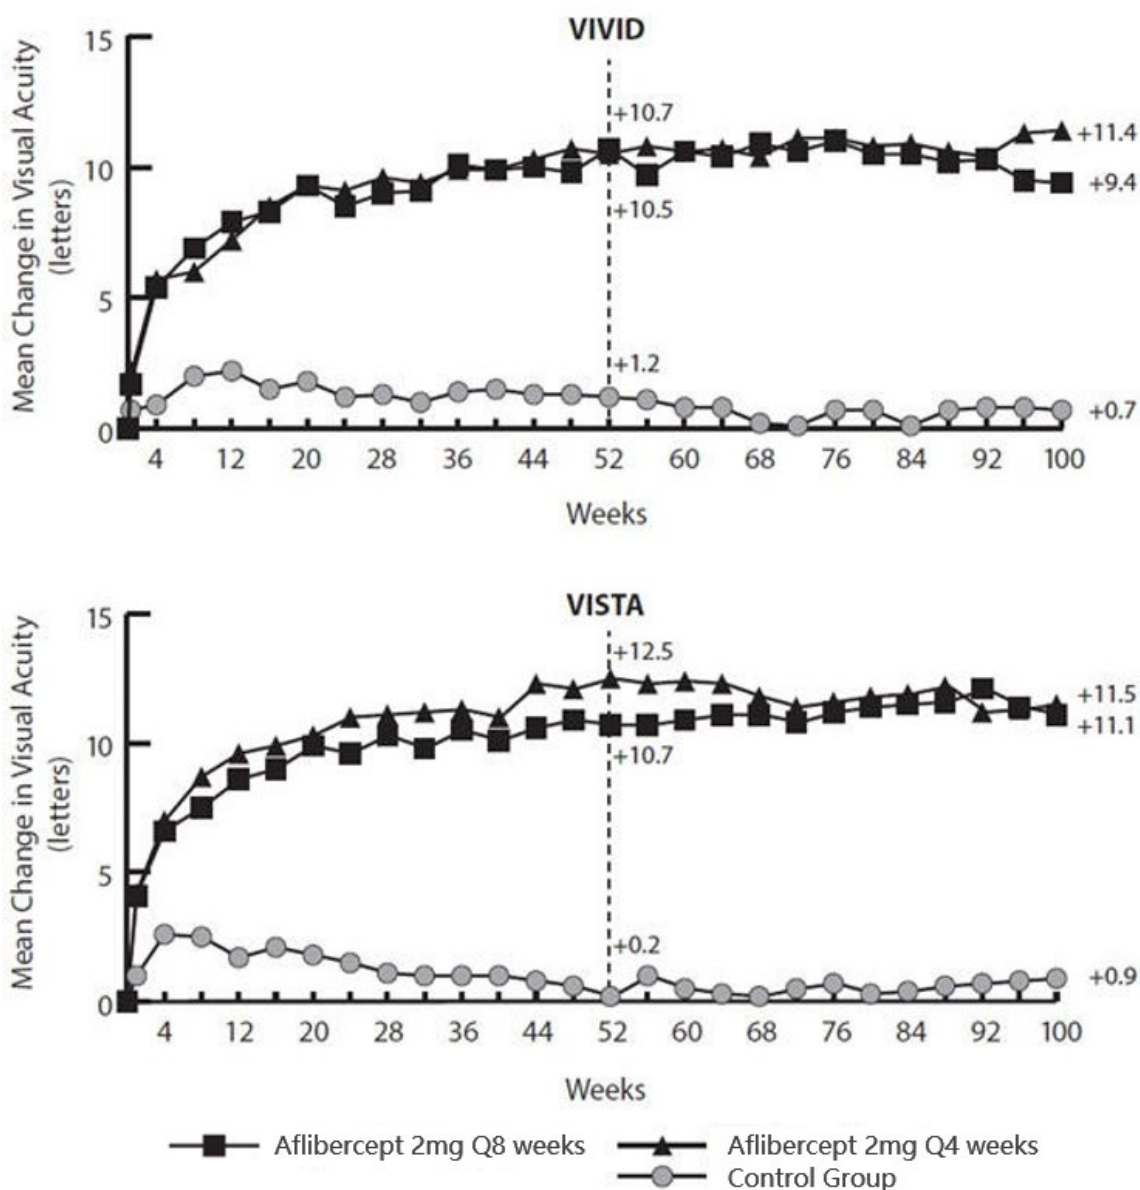 VIVID
15
10
5
0
Mean Change in Visual Acuity
(letters)
+10.7
+10.5
+1.2
+11.4
+9.4
+0.7
4 12 20 28 36 44 52 60 68 76 84 92 100
Weeks
VISTA
15
10
5
0
Mean Change in Visual Acuity
(letters)
+12.5
+10.7
+0.2
+11.5
+11.1
+0.9
4 12 20 28 36 44 52 60 68 76 84 92 100
Weeks
Aflibercept 2mg Q8 weeks
Aflibercept 2mg Q4 weeks
Control Group